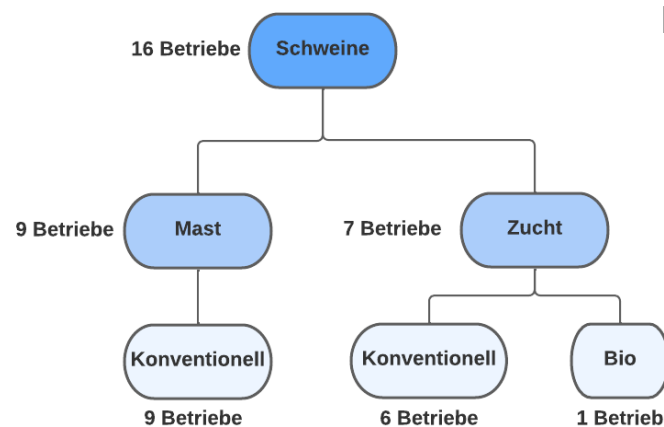 16 Betriebe Schweine
9 Betriebe Mast 7 Betriebe Zucht
Konventionell Konventionell Bio
9 Betriebe 6 Betriebe 1 Betrieb